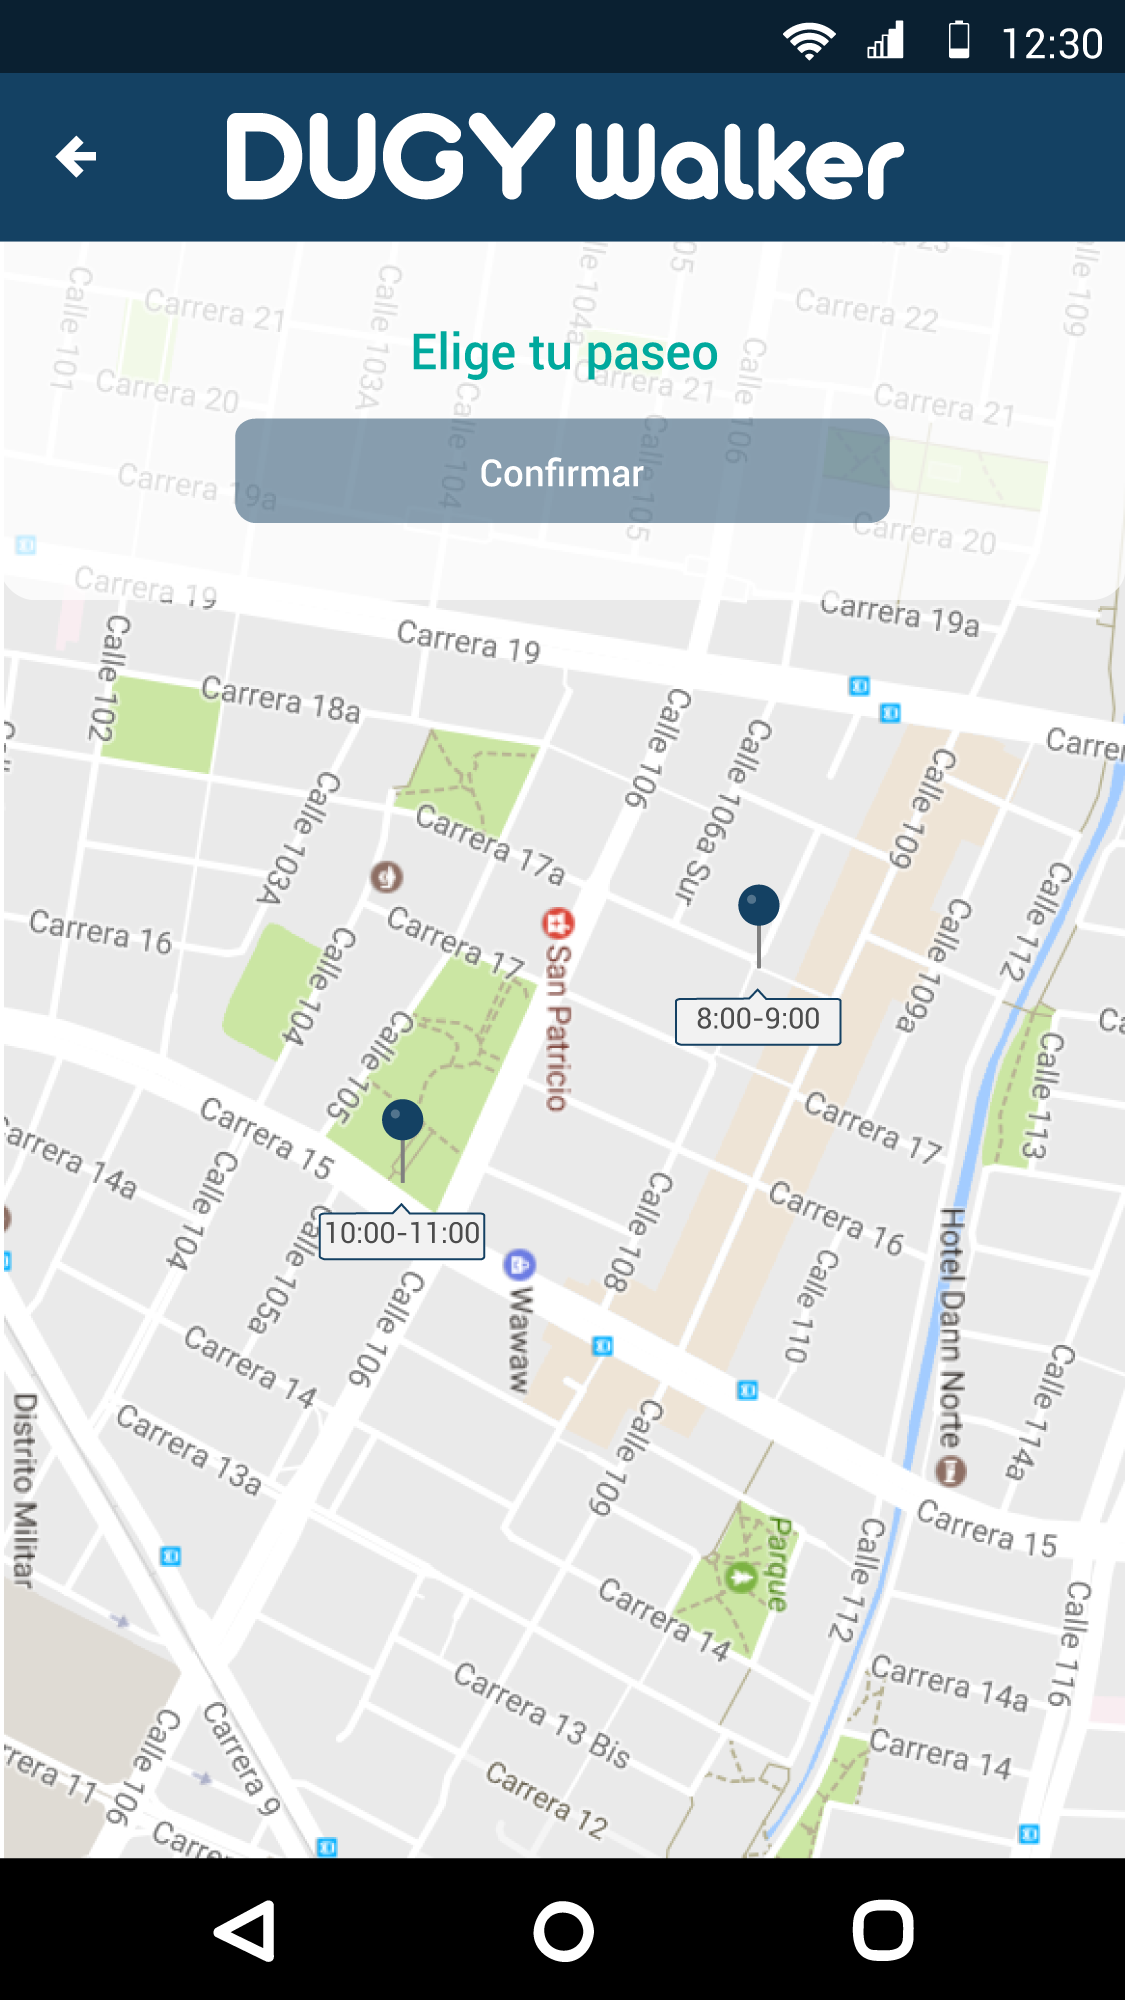 12:30
DUGY Walker
Calle 101
Carrera 21
Calle 103A
Calle 109
Carrera 22
Elige tu paseo
Carrera 20
Carrera 21
Calle 106
Carrera 21
Calle 104
Calle 105
Confirmar
Carrera 19a
Carrera 20
Carrera 19
Carrera 19a
Carrera 19
Calle 102
Carrera 18a
Calle 106
Calle 106a Sur
Calle 109
Calle 103A
Carrera 17a
Calle 112
Carrera 16
Carrera 17
Calle 104
San Patricio
Calle 109a
8:00-9:00
Calle 105
Calle 113
Carrera 15
Carrera 17
Carrera 14a
Calle 104
Calle 105a
10:00-11:00
Calle 108
Carrera 16
Hotel Dann Norte
Calle 106
Wawaw
Calle 110
Carrera 14
Calle 114a
Distrito Militar
Carrera 13a
Calle 109
Carrera 15
Parque
Calle 112
Carrera 14
Calle 116
Carrera 14a
Carrera 13 Bis
Carrera 14
Calle 106
Carrera 9
Carrera 12